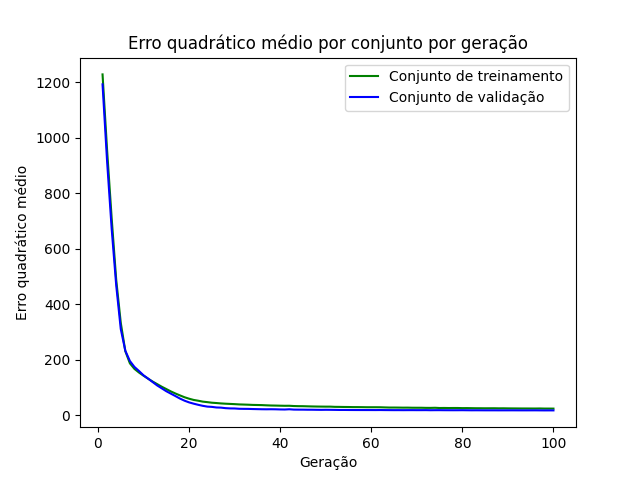 Erro quadrático médio por conjunto por geração
Conjunto de treinamento
Conjunto de validação
Erro quadrático médio
1200
1000
800
600
400
200
0
0 20 40 60 80 100
Geração